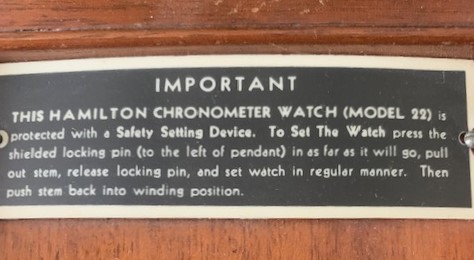 IMPORTANT
THIS HAMILTON CHRONOMETER WATCH (MODEL 22) is
protected with a Safety Setting Device. To Set The Watch press the
shielded locking pin (to the left of pendant) in as far as it will go, pull
out stem, release locking pin, and set watch in regular manner. Then
push stem back into winding position.